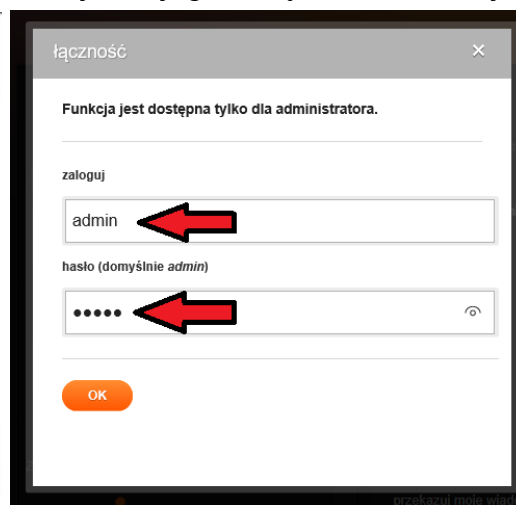 łączność
Funkcja jest dostępna tylko dla administratora.
zaloguj
admin
hasło (domyślnie admin)
•••••
OK
przekazuj moje wiad